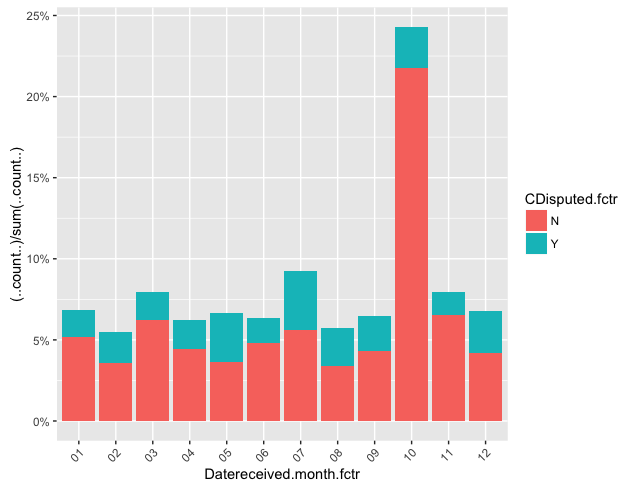 25%
20%
15%
10%
5%
0%
(..count..)/sum(..count..)
01 02 03 04 05 06 07 08 09 10 11 12
Datereceived.month.fctr
CDisputed.fctr
N
Y